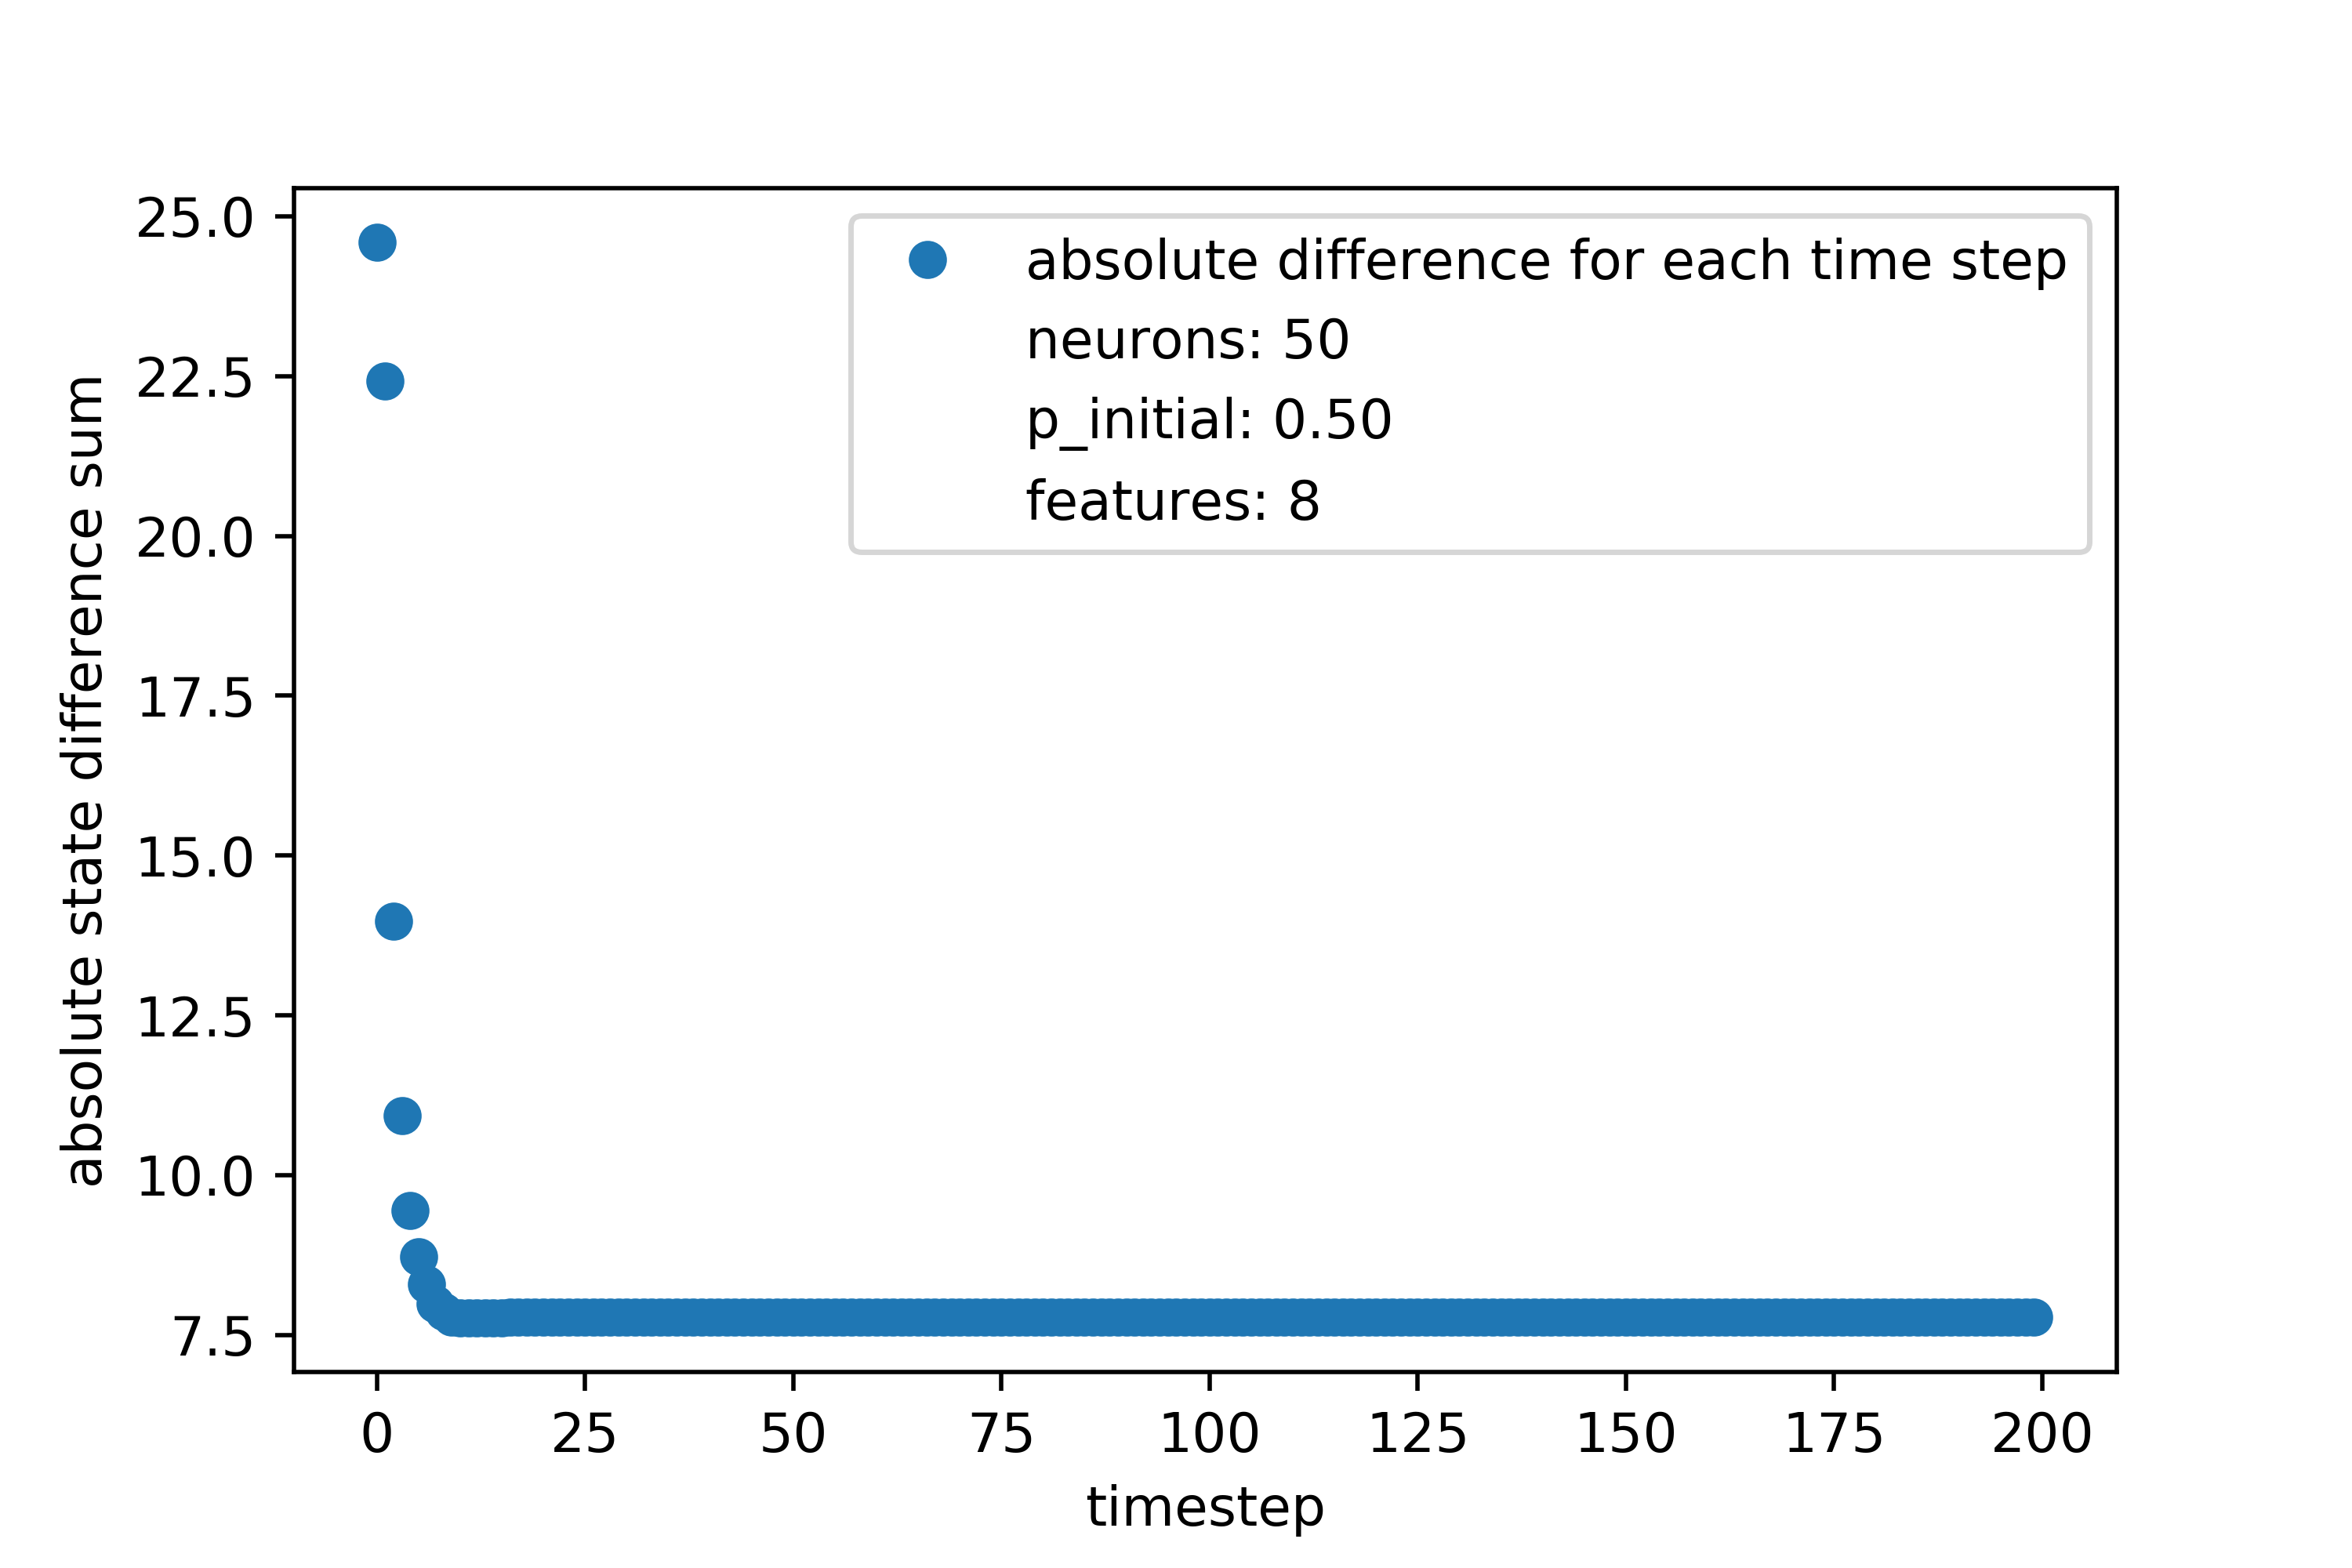 absolute difference for each time step
neurons: 50
p_initial: 0.50
features: 8
absolute state difference sum
25.0
22.5
20.0
17.5
15.0
12.5
10.0
7.5
0 25 50 75 100 125 150 175 200
timestep